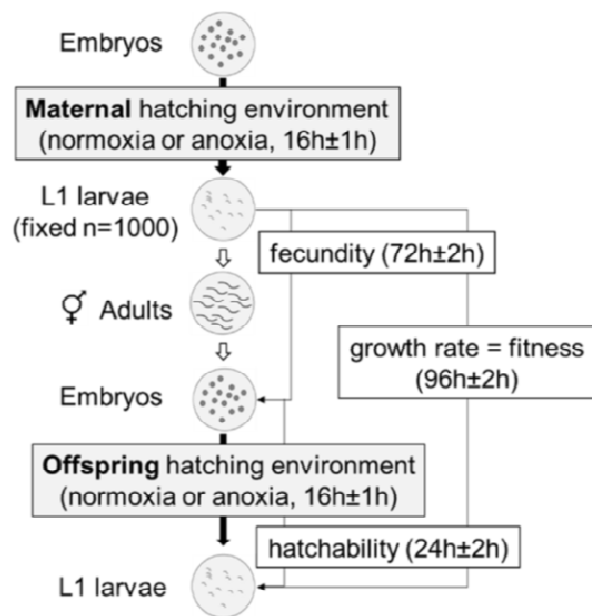 Embryos
Maternal hatching environment
(normoxia or anoxia, 16h±1h)
L1 larvae
(fixed n=1000)
fecundity (72h±2h)
⚥ Adults
growth rate = fitness
(96h±2h)
Embryos
Offspring hatching environment
(normoxia or anoxia, 16h±1h)
hatchability (24h±2h)
L1 larvae